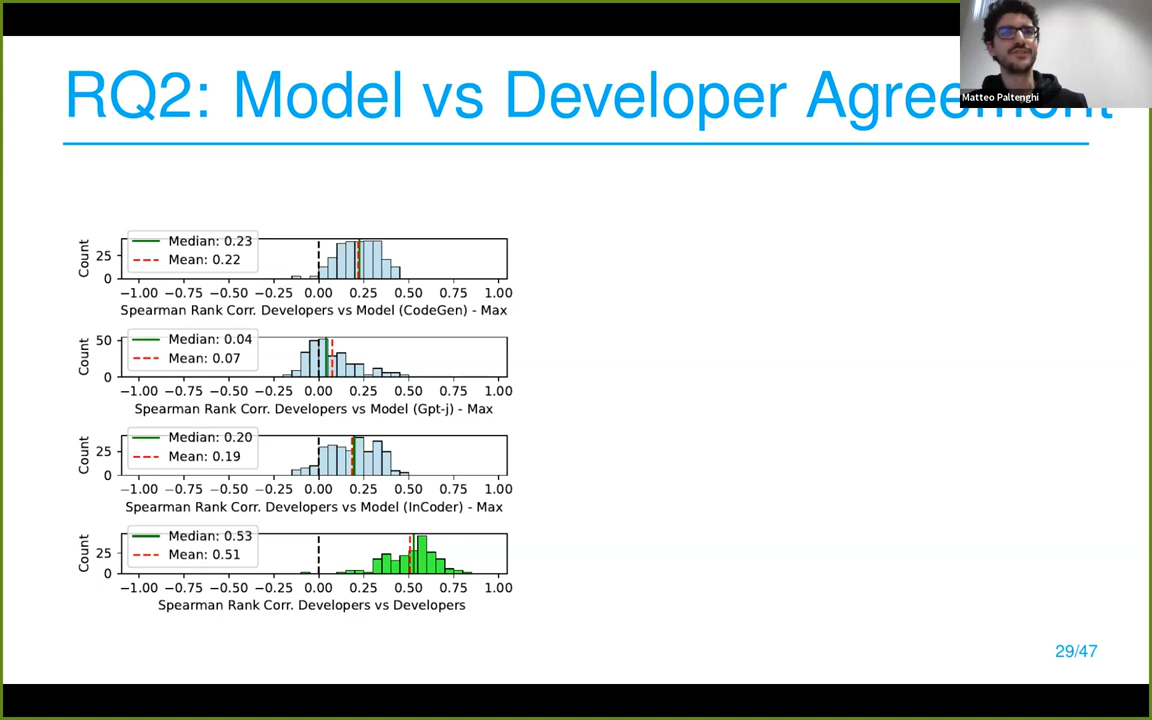 RQ2: Model vs Developer
Matteo Paltenghi
Count
25
0
Median: 0.23
Mean: 0.22
−1.00 −0.75 −0.50 −0.25 0.00 0.25 0.50 0.75 1.00
Spearman Rank Corr. Developers vs Model (CodeGen) - Max
Count
50
0
Median: 0.04
Mean: 0.07
−1.00 −0.75 −0.50 −0.25 0.00 0.25 0.50 0.75 1.00
Spearman Rank Corr. Developers vs Model (Gpt-j) - Max
Count
25
0
Median: 0.20
Mean: 0.19
−1.00 −0.75 −0.50 −0.25 0.00 0.25 0.50 0.75 1.00
Spearman Rank Corr. Developers vs Model (InCoder) - Max
Count
25
0
Median: 0.53
Mean: 0.51
−1.00 −0.75 −0.50 −0.25 0.00 0.25 0.50 0.75 1.00
Spearman Rank Corr. Developers vs Developers
29/47